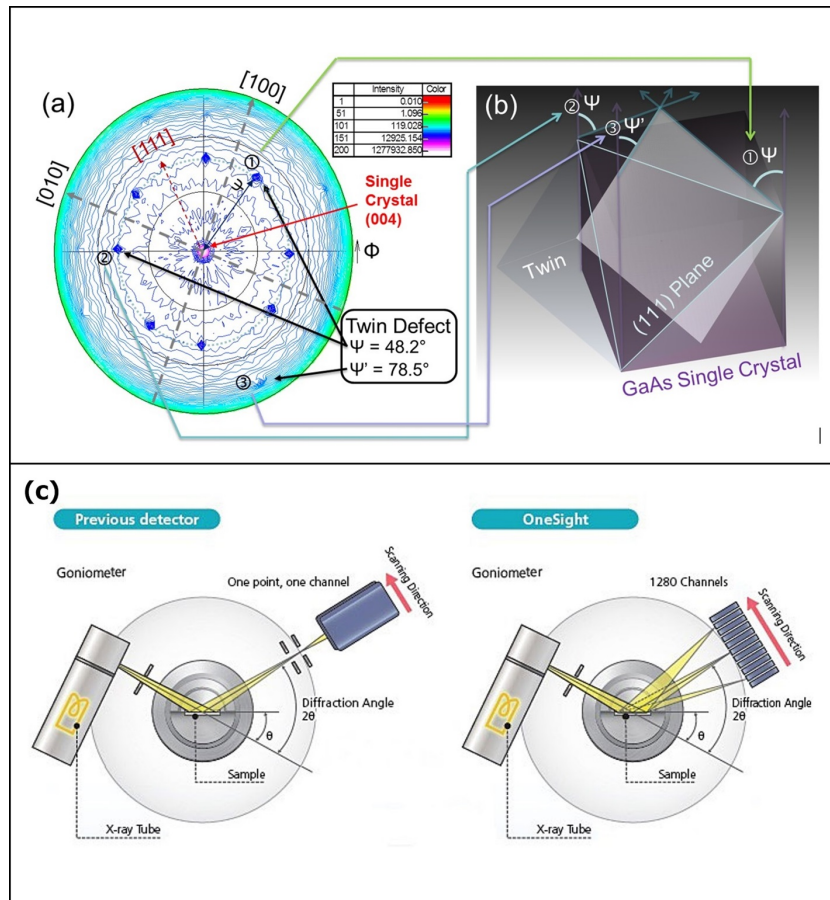 (a)
[100]
[010]
[111]
①
Ψ
②
③
Φ
Intensity Color
1 0.010
51 1.096
101 119.028
151 12925.154
200 1277932.850
Single
Crystal
(004)
Twin Defect
Ψ = 48.2°
Ψ' = 78.5°
(b)
② Ψ
③ Ψ'
① Ψ
Twin
(111) Plane
GaAs Single Crystal
(c)
Previous detector
Goniometer
One point, one channel
Scanning Direction
Diffraction Angle
2θ
θ
Sample
X-ray Tube
OneSight
Goniometer
1280 Channels
Scanning Direction
Diffraction Angle
2θ
θ
Sample
X-ray Tube